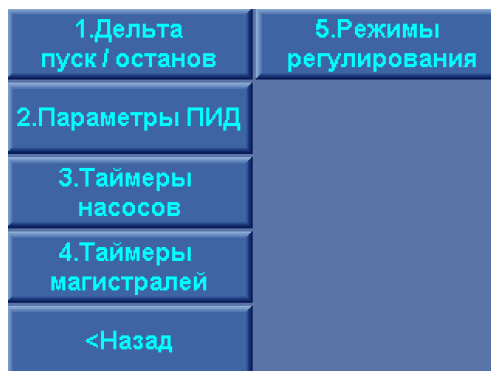 1.Дельта
пуск / останов
5.Режимы
регулирования
2.Параметры ПИД
3.Таймеры
насосов
4.Таймеры
магистралей
<Назад